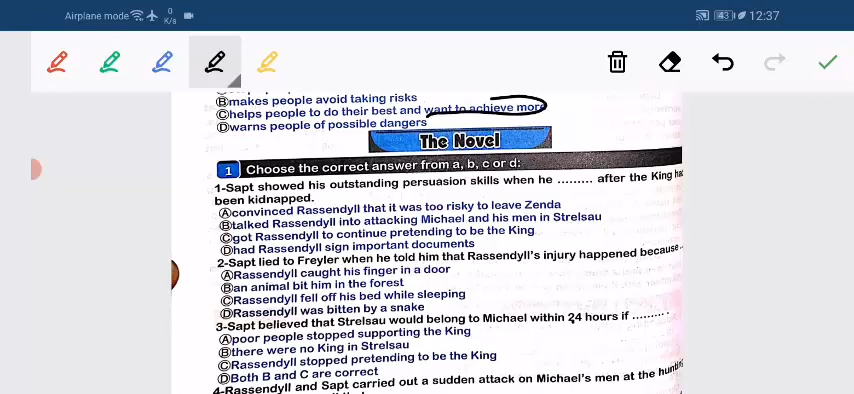 Airplane mode 0 K/s 43 12:37
Ⓑmakes people avoid taking risks
Ⓒhelps people to do their best and want to achieve more
Ⓓwarns people of possible dangers
The Novel
1 Choose the correct answer from a, b, c or d:
1-Sapt showed his outstanding persuasion skills when he ......... after the King had
been kidnapped.
Ⓐconvinced Rassendyll that it was too risky to leave Zenda
Ⓑtalked Rassendyll into attacking Michael and his men in Strelsau
Ⓒgot Rassendyll to continue pretending to be the King
Ⓓhad Rassendyll sign important documents
2-Sapt lied to Freyler when he told him that Rassendyll's injury happened because..
ⒶRassendyll caught his finger in a door
Ⓑan animal bit him in the forest
ⒸRassendyll fell off his bed while sleeping
ⒹRassendyll was bitten by a snake
3-Sapt believed that Strelsau would belong to Michael within 24 hours if .........
Ⓐpoor people stopped supporting the King
Ⓑthere were no King in Strelsau
ⒸRassendyll stopped pretending to be the King
ⒹBoth B and C are correct
4-Rassendyll and Sapt carried out a sudden attack on Michael's men at the